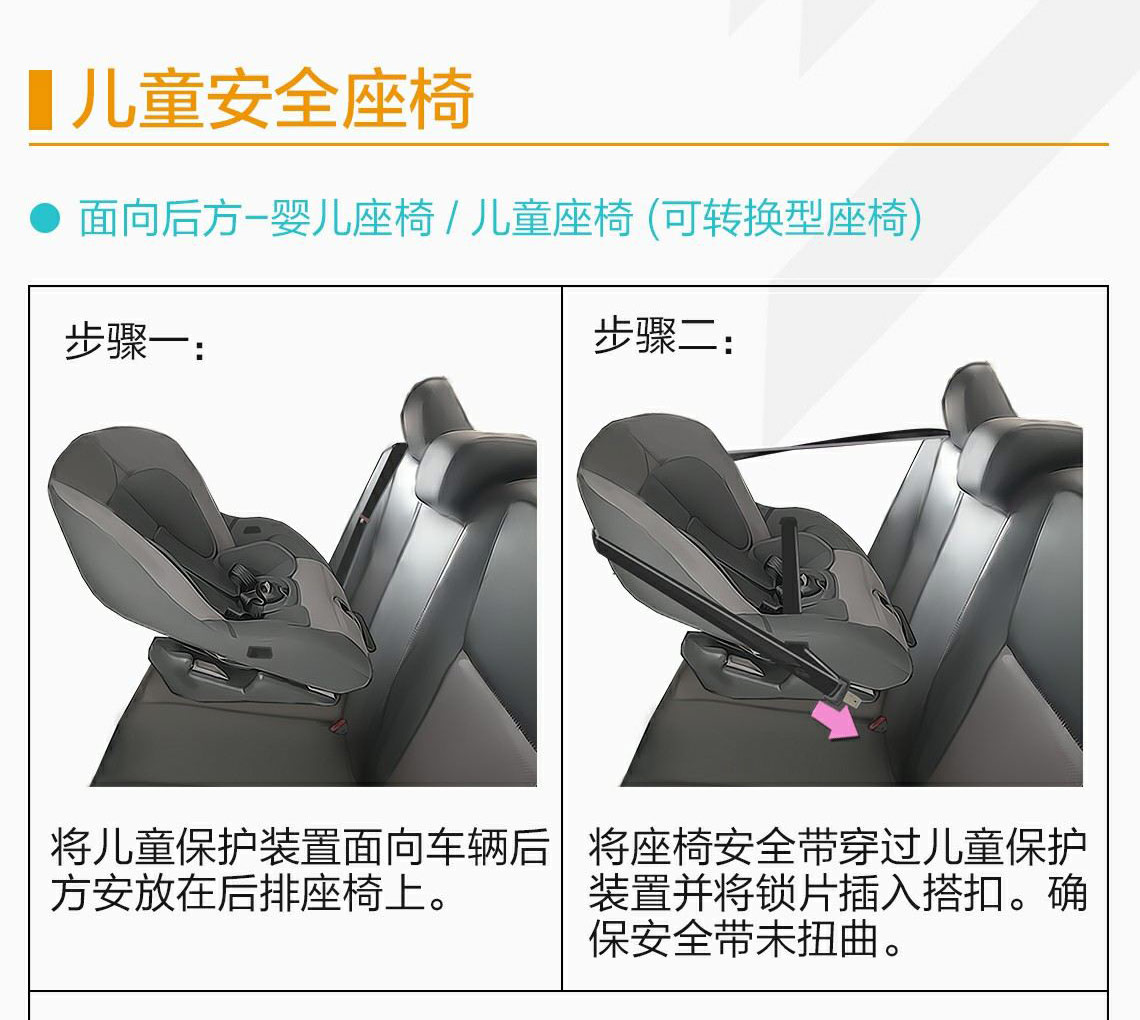 儿童安全座椅
面向后方-婴儿座椅 / 儿童座椅 (可转换型座椅)
步骤一：
步骤二：
将儿童保护装置面向车辆后
方安放在后排座椅上。
将座椅安全带穿过儿童保护
装置并将锁片插入搭扣。确
保安全带未扭曲。